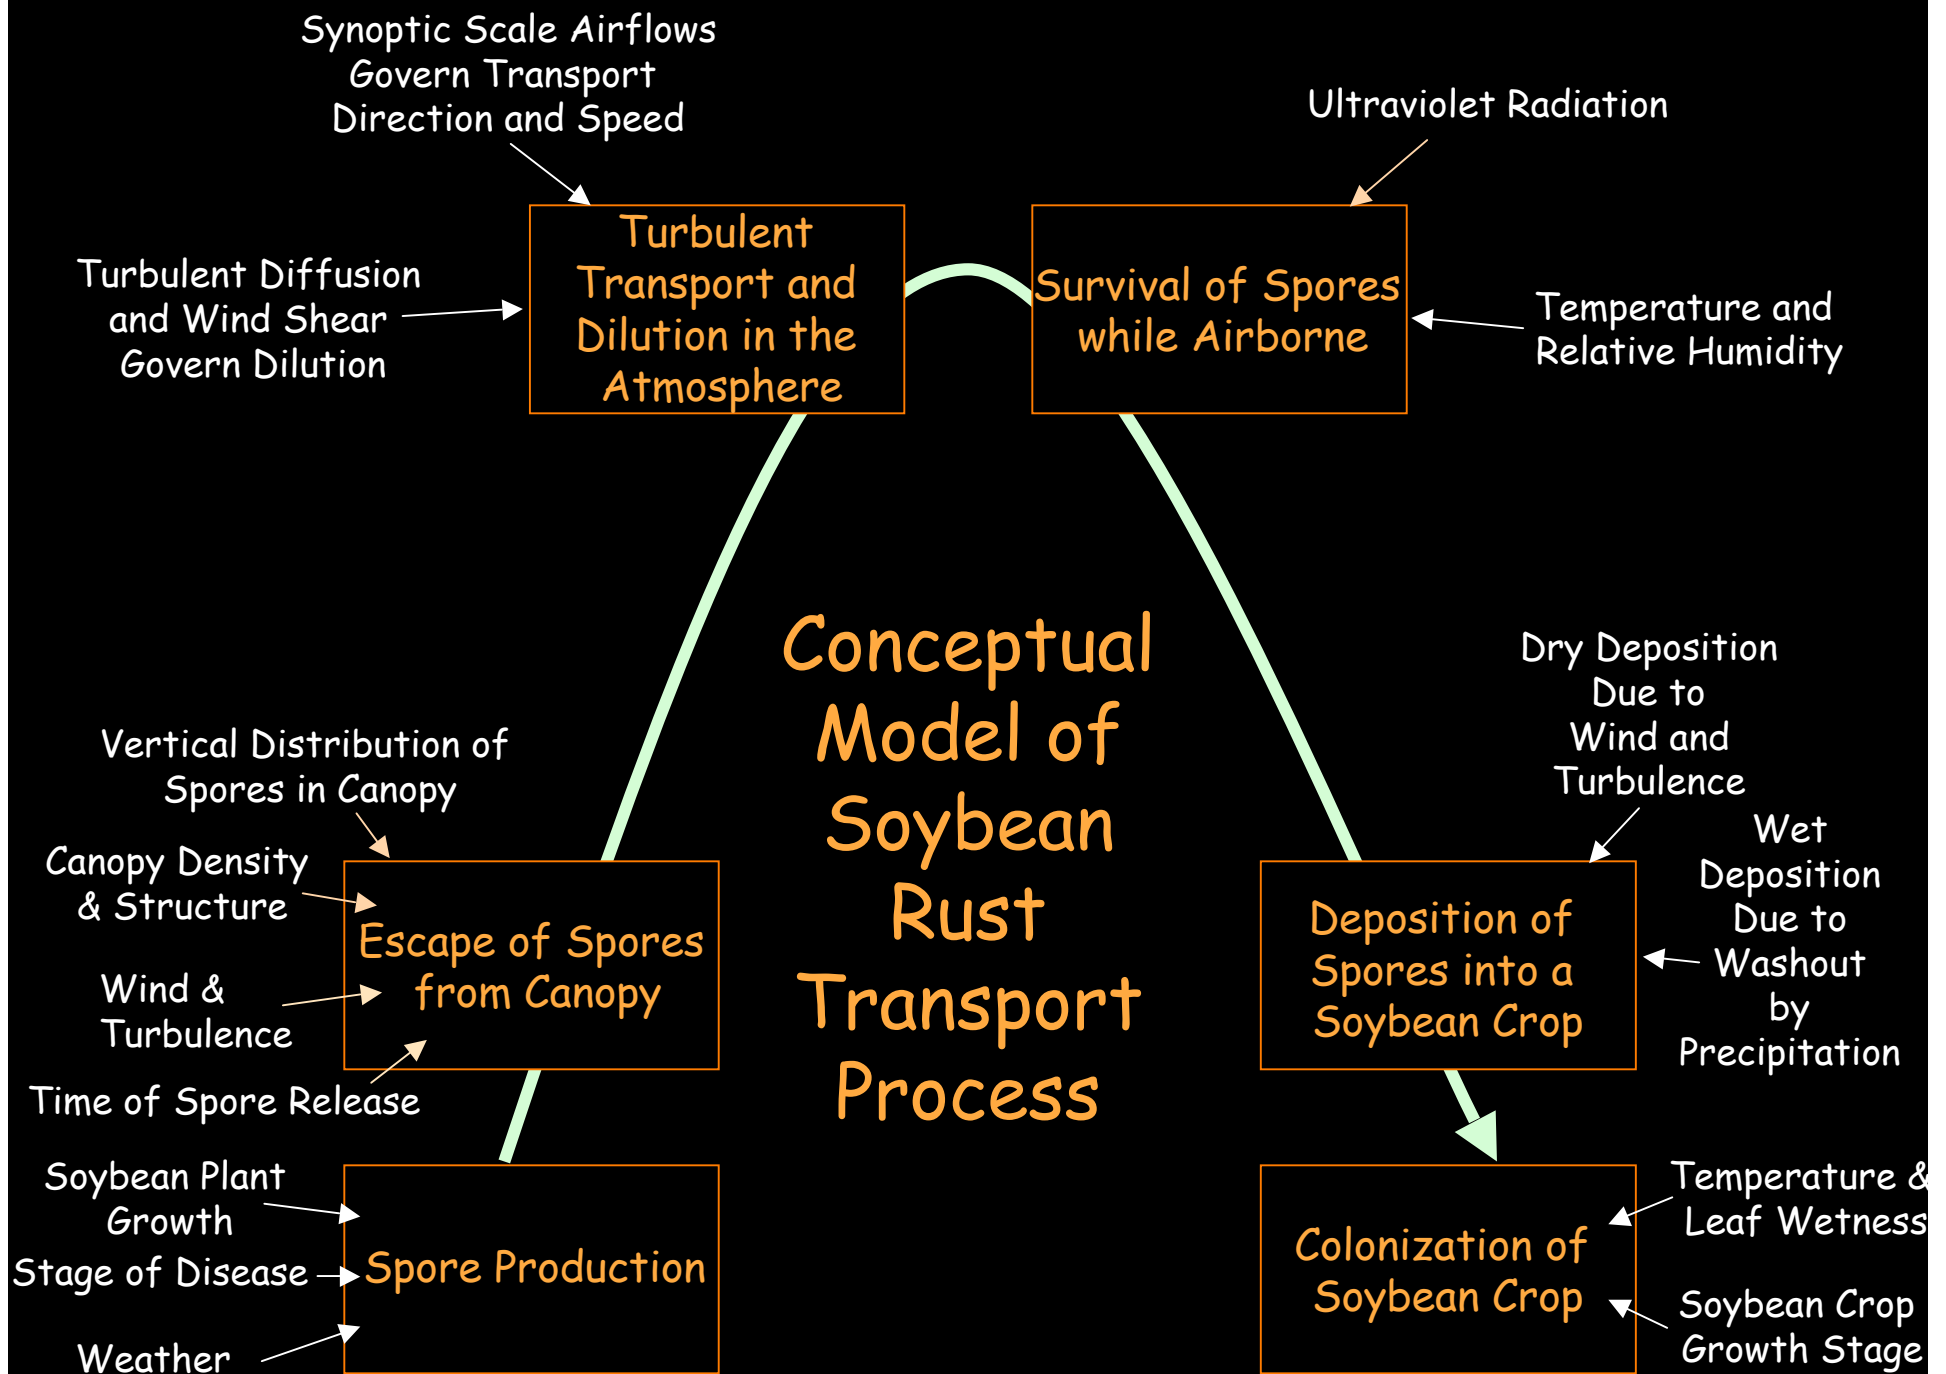 Synoptic Scale Airflows
Govern Transport
Direction and Speed
Ultraviolet Radiation
Turbulent
Transport and
Dilution in the
Atmosphere
Survival of Spores
while Airborne
Turbulent Diffusion
and Wind Shear
Govern Dilution
Temperature and
Relative Humidity
Conceptual
Model of
Soybean
Rust
Transport
Process
Vertical Distribution of
Spores in Canopy
Canopy Density
& Structure
Wind &
Turbulence
Time of Spore Release
Escape of Spores
from Canopy
Dry Deposition
Due to
Wind and
Turbulence
Wet
Deposition
Due to
Washout
by
Precipitation
Deposition of
Spores into a
Soybean Crop
Soybean Plant
Growth
Stage of Disease
Weather
Spore Production
Colonization of
Soybean Crop
Temperature &
Leaf Wetness
Soybean Crop
Growth Stage